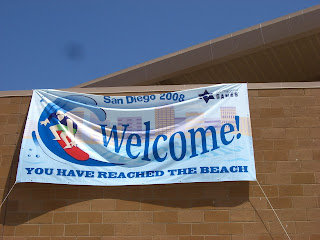 San Diego 2008
GAMES
Welcome!
YOU HAVE REACHED THE BEACH